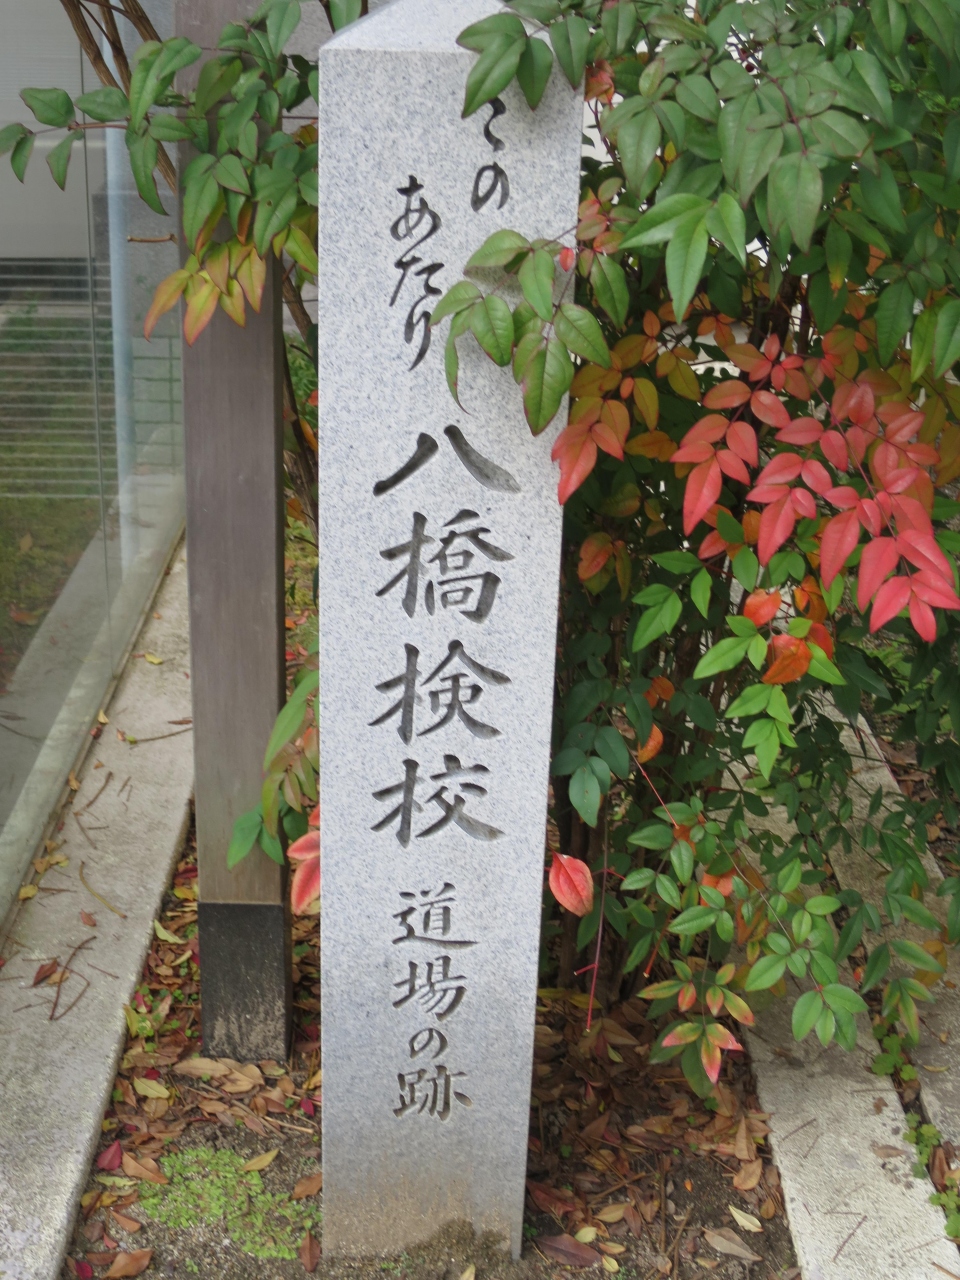 この
あたり
八橋検校
道場の跡